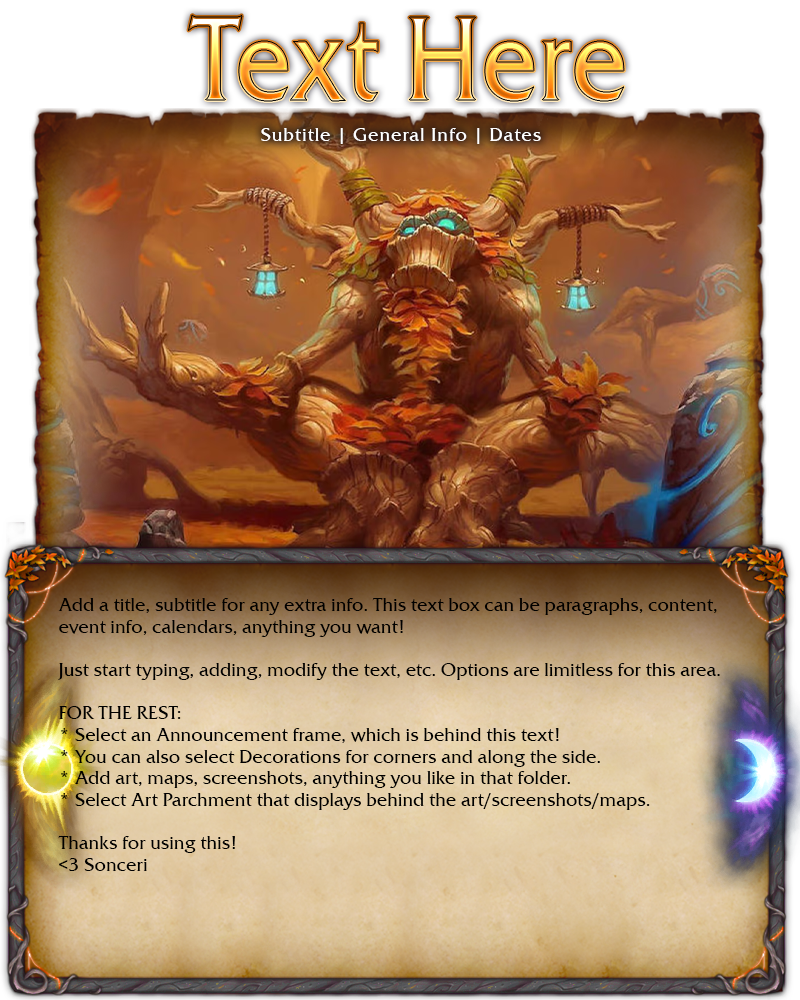 Text Here
Subtitle | General Info | Dates
Add a title, subtitle for any extra info. This text box can be paragraphs, content,
event info, calendars, anything you want!
Just start typing, adding, modify the text, etc. Options are limitless for this area.
FOR THE REST:
* Select an Announcement frame, which is behind this text!
* You can also select Decorations for corners and along the side.
* Add art, maps, screenshots, anything you like in that folder.
* Select Art Parchment that displays behind the art/screenshots/maps.
Thanks for using this!
<3 Sonceri